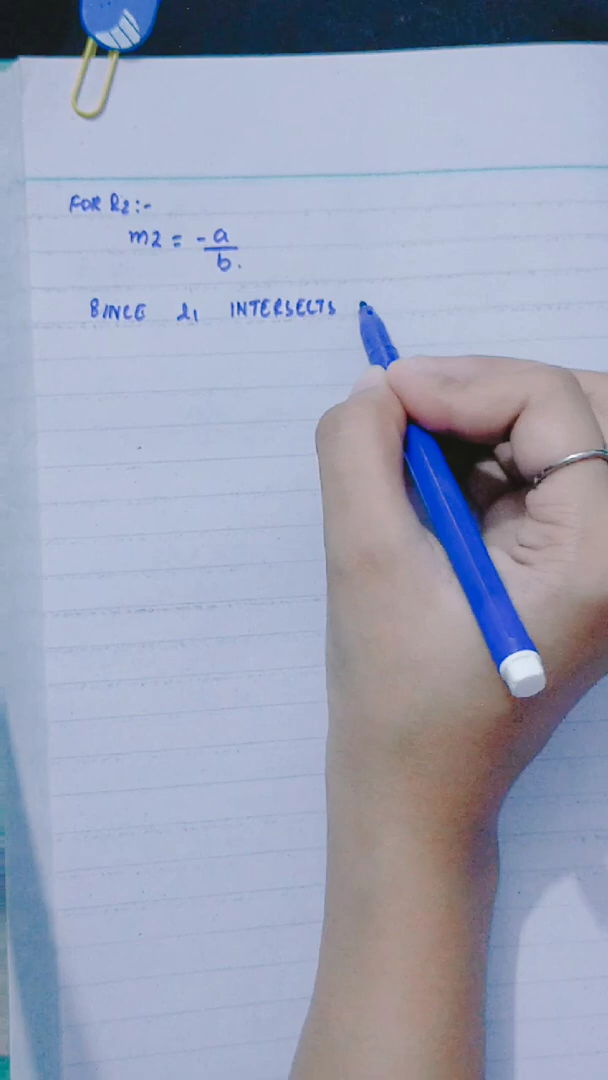 FOR l2:-
m2 = -a/b.
SINCE l1 INTERSECTS